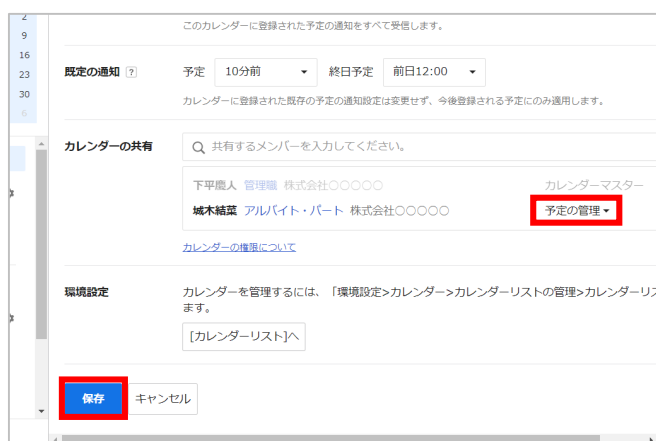 2
9
16
23
30
6
このカレンダーに登録された予定の通知をすべて受信します。
既定の通知 ? 予定 10分前 終日予定 前日12:00
カレンダーに登録された既存の予定の通知設定は変更せず、今後登録される予定にのみ適用します。
カレンダーの共有 共有するメンバーを入力してください。
下平鷹人 管理職 株式会社○○○○○ カレンダーマスター
城木結菜 アルバイト・パート 株式会社○○○○○ 予定の管理
カレンダーの権限について
環境設定 カレンダーを管理するには、「環境設定>カレンダー>カレンダーリストの管理>カレンダーリス
ます。
[カレンダーリスト]へ
保存 キャンセル